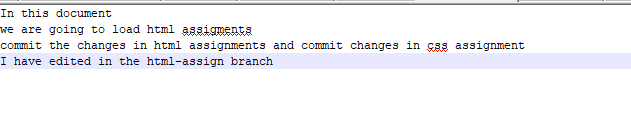 In this document
we are going to load html assigments
commit the changes in html assignments and commit changes in css assignment
I have edited in the html-assign branch